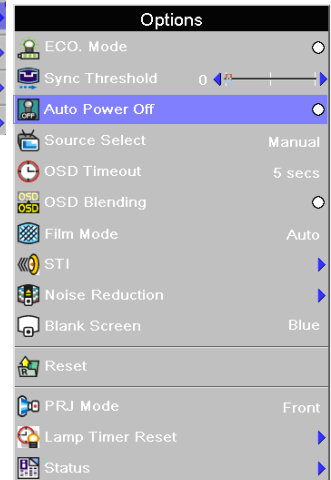 Options
ECO. Mode
Sync Threshold 0
OFF Auto Power Off
Source Select Manual
OSD Timeout 5 secs
OSD OSD OSD Blending
Film Mode Auto
STI
Noise Reduction
Blank Screen Blue
R Reset
PRJ Mode Front
Lamp Timer Reset
Status